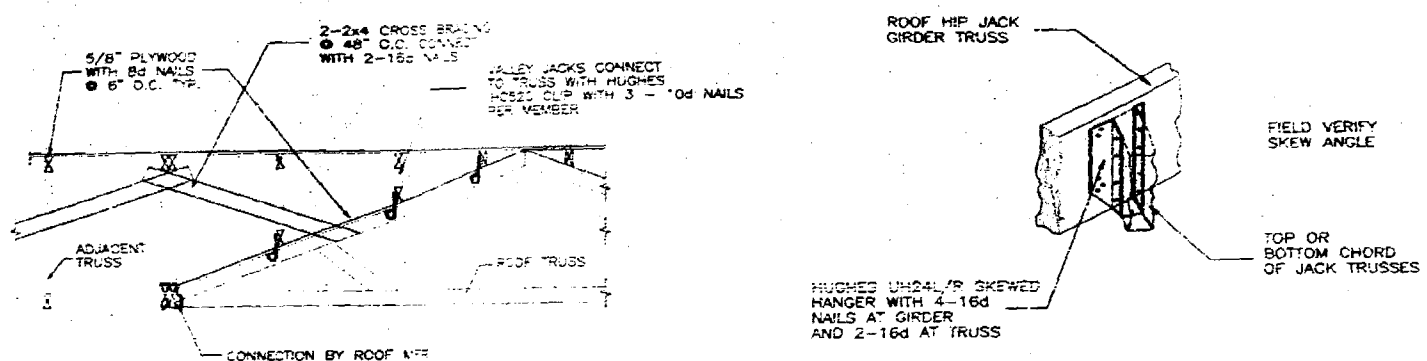 2-2x4 CROSS BRACING
@ 48" O.C. CONNECT
WITH 2-16d NAILS
5/8" PLYWOOD
WITH 8d NAILS
@ 6" O.C. TYP.
VALLEY JACKS CONNECT
TO TRUSS WITH HUGHES
CLIP WITH 3 - 10d NAILS
PER MEMBER
ADJACENT
TRUSS
ROOF TRUSS
CONNECTION BY ROOF MFR
ROOF HIP JACK
GIRDER TRUSS
FIELD VERIFY
SKEW ANGLE
TOP OR
BOTTOM CHORD
OF JACK TRUSSES
HUGHES UH24L/R SKEWED
HANGER WITH 4-16d
NAILS AT GIRDER
AND 2-16d AT TRUSS